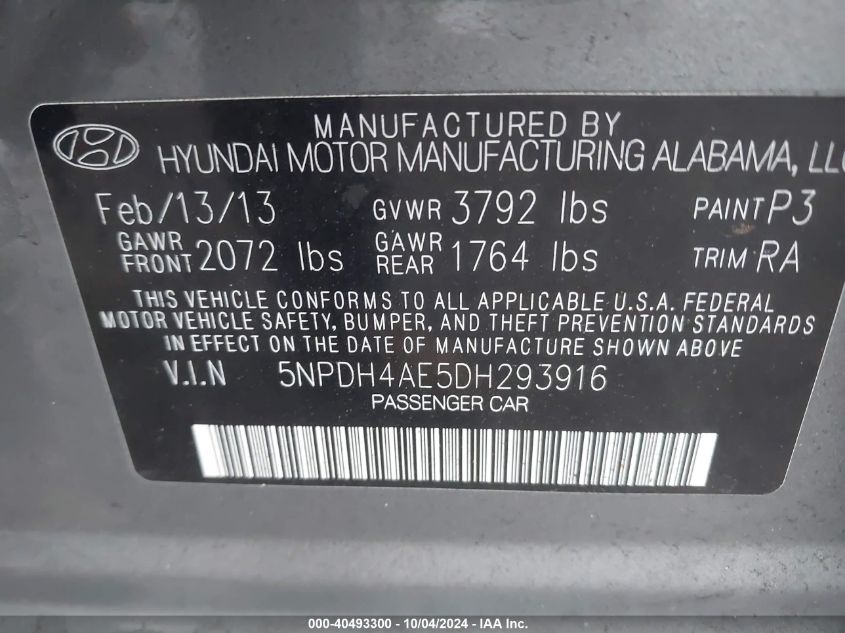 MANUFACTURED BY
HYUNDAI MOTOR MANUFACTURING ALABAMA, LLC
Feb/13/13 GVWR 3792 lbs PAINT P3
GAWR FRONT 2072 lbs GAWR REAR 1764 lbs TRIM RA
THIS VEHICLE CONFORMS TO ALL APPLICABLE U.S.A. FEDERAL
MOTOR VEHICLE SAFETY, BUMPER, AND THEFT PREVENTION STANDARDS
IN EFFECT ON THE DATE OF MANUFACTURE SHOWN ABOVE
V.I.N 5NPDH4AE5DH293916
PASSENGER CAR
000-40493300 - 10/04/2024 - IAA Inc.